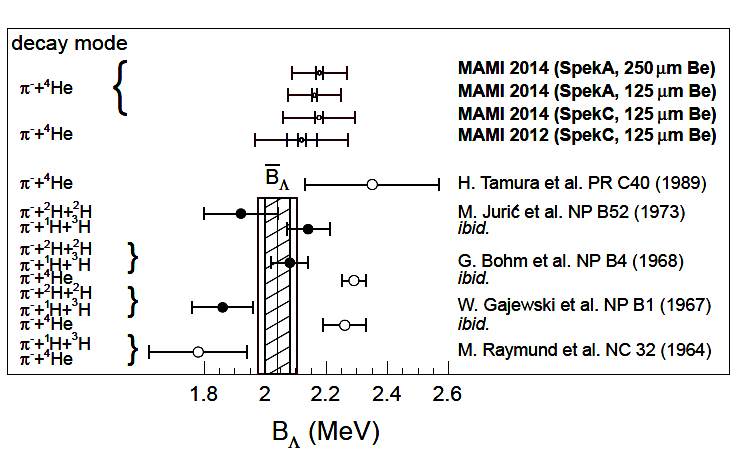 decay mode
π⁻+⁴He { MAMI 2014 (SpekA, 250 μm Be)
MAMI 2014 (SpekA, 125 μm Be)
MAMI 2014 (SpekC, 125 μm Be)
π⁻+⁴He MAMI 2012 (SpekC, 125 μm Be)
B̅_Λ
π⁻+⁴He H. Tamura et al. PR C40 (1989)
π⁻+²H+²H M. Jurić et al. NP B52 (1973)
π⁻+¹H+³H ibid.
π⁻+²H+²H
π⁻+¹H+³H } G. Bohm et al. NP B4 (1968)
π⁻+⁴He ibid.
π⁻+²H+²H
π⁻+¹H+³H } W. Gajewski et al. NP B1 (1967)
π⁻+⁴He ibid.
π⁻+¹H+³H
π⁻+⁴He } M. Raymund et al. NC 32 (1964)
1.8 2 2.2 2.4 2.6
B_Λ (MeV)